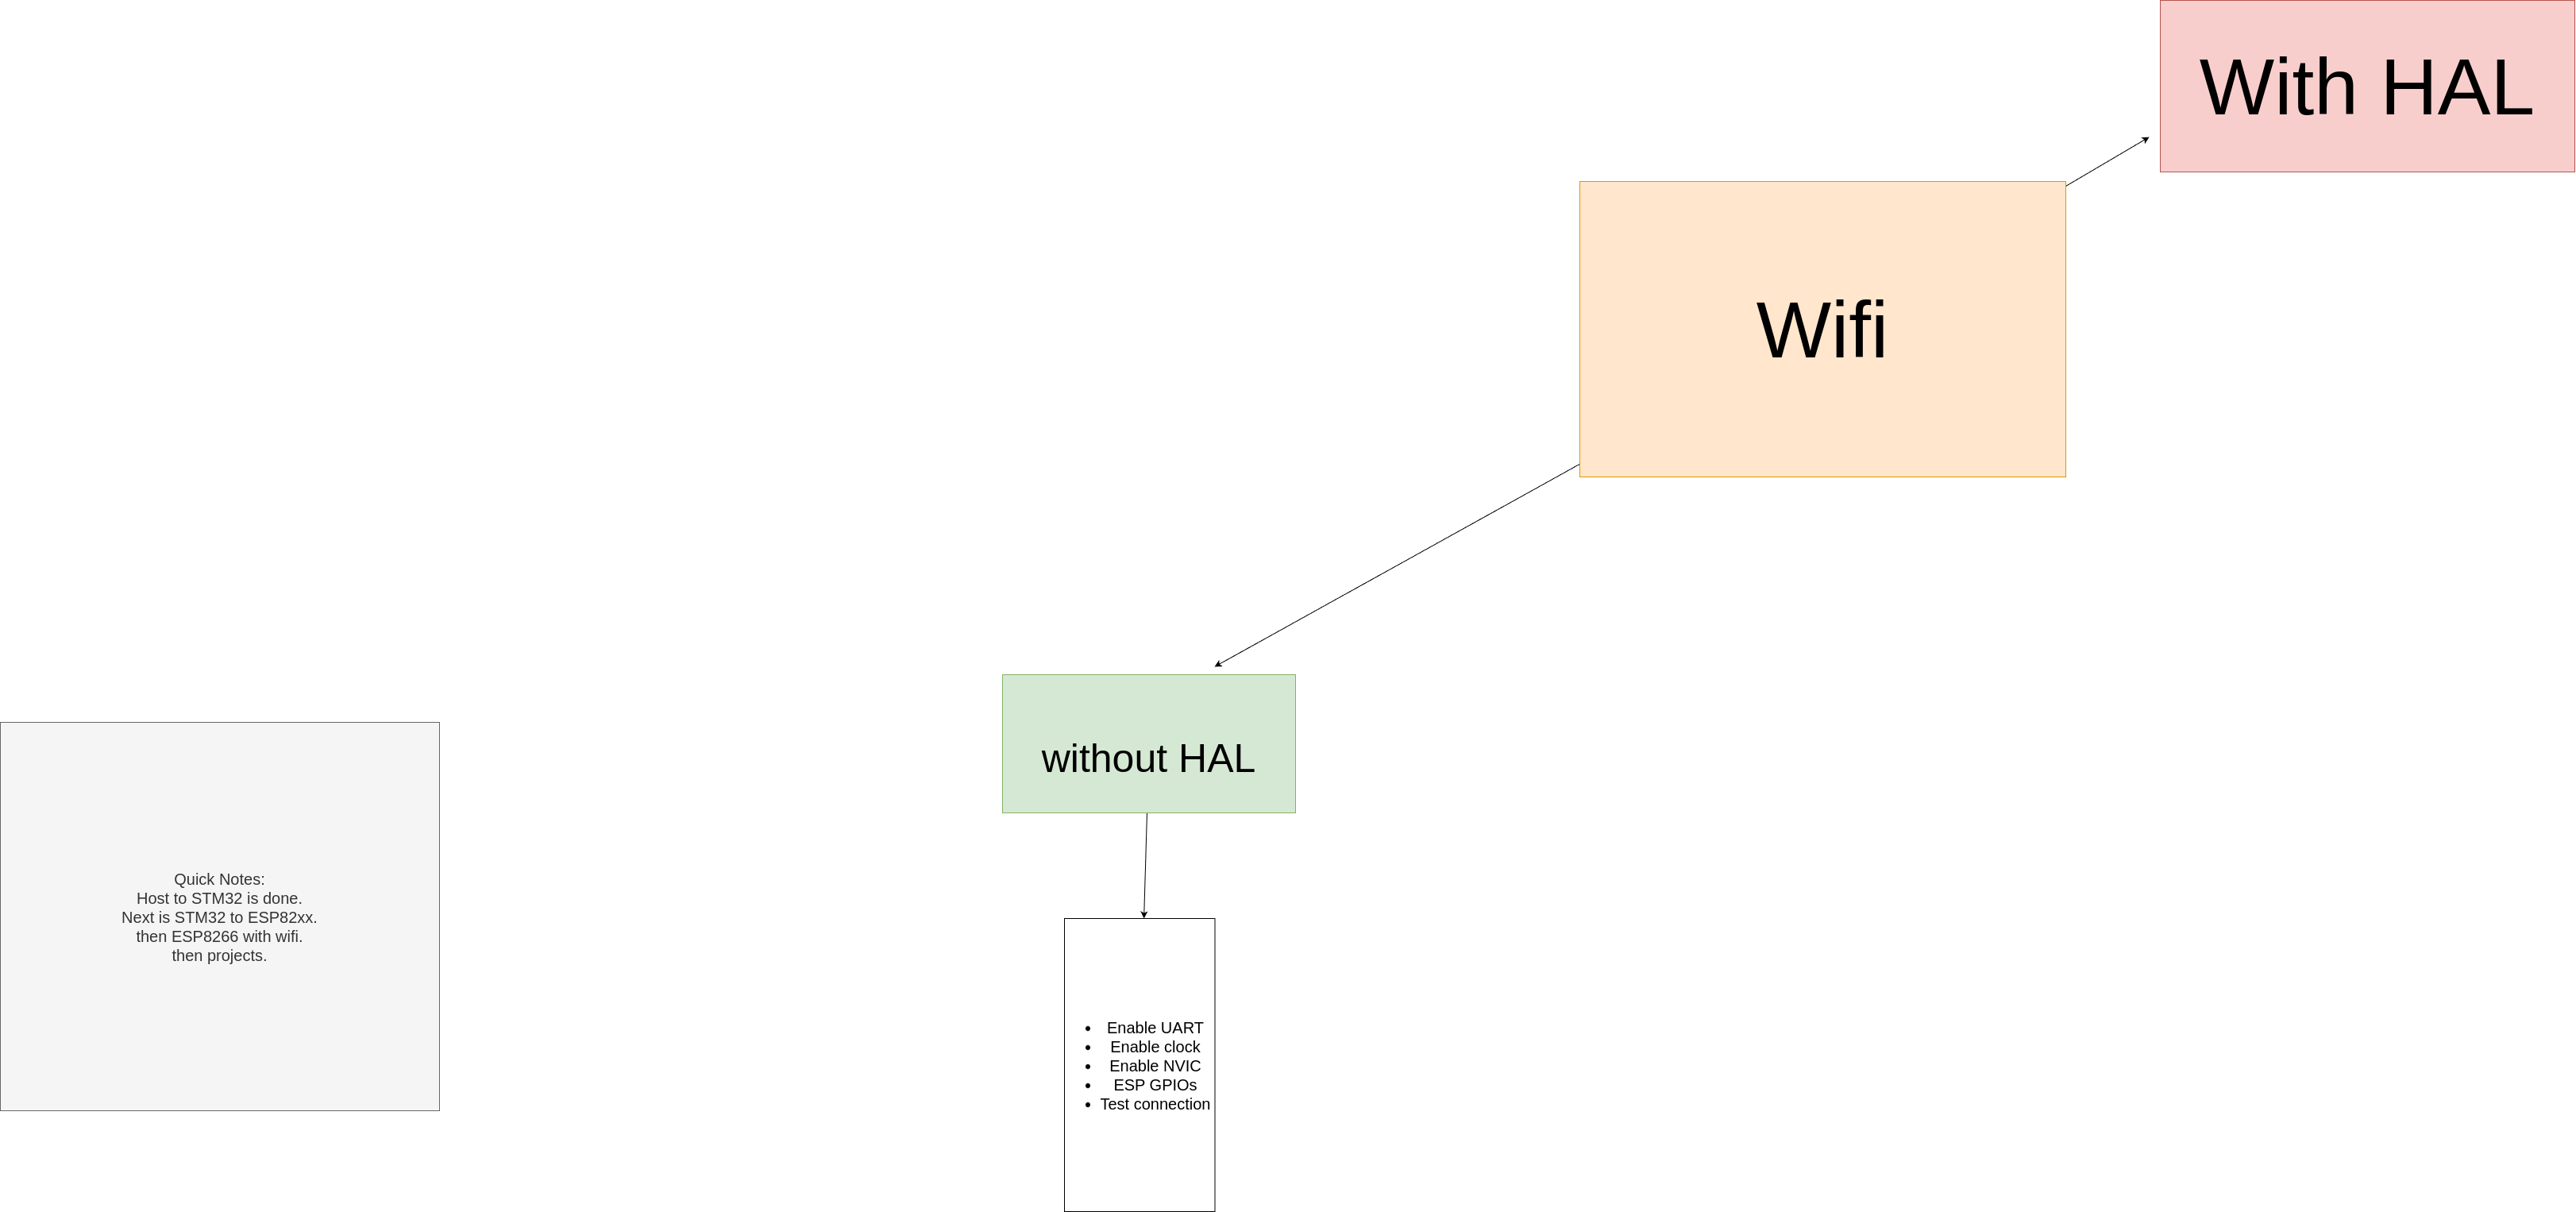 With HAL
Wifi
without HAL
Quick Notes:
Host to STM32 is done.
Next is STM32 to ESP82xx.
then ESP8266 with wifi.
then projects.
Enable UART
Enable clock
Enable NVIC
ESP GPIOs
Test connection